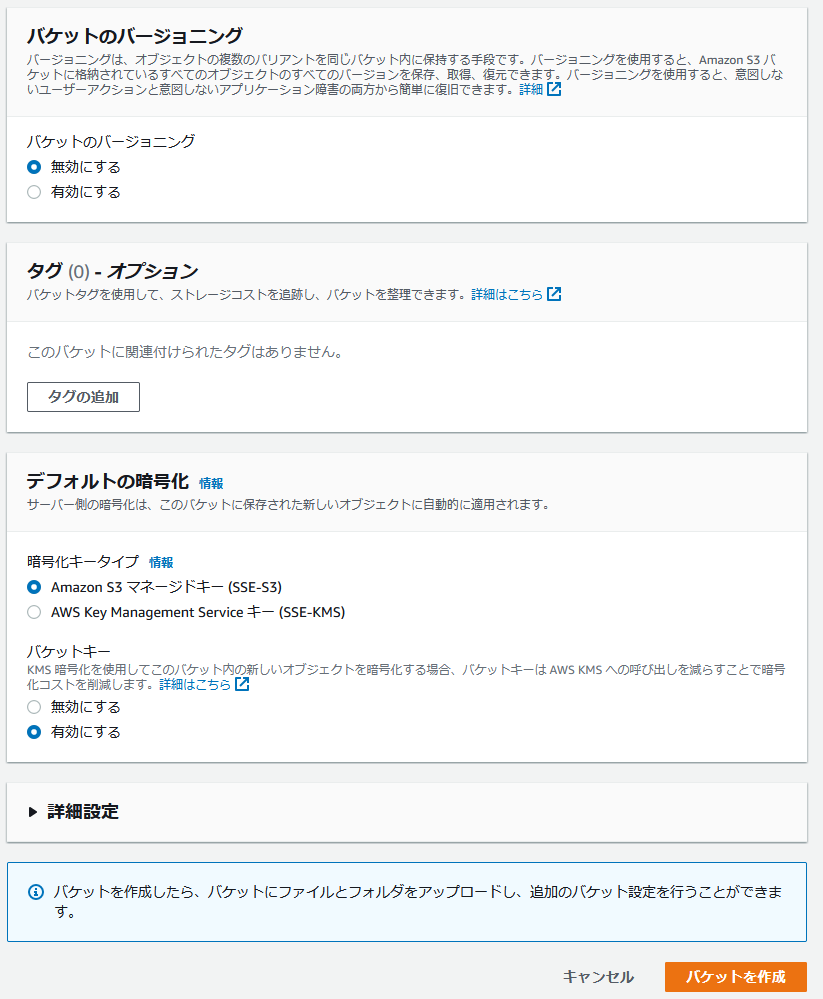 バケットのバージョニング
バージョニングは、オブジェクトの複数のバリアントを同じバケット内に保持する手段です。バージョニングを使用すると、Amazon S3 バ
ケットに格納されているすべてのオブジェクトのすべてのバージョンを保存、取得、復元できます。バージョニングを使用すると、意図しな
いユーザーアクションと意図しないアプリケーション障害の両方から簡単に復旧できます。詳細
バケットのバージョニング
無効にする
有効にする
タグ (0) - オプション
バケットタグを使用して、ストレージコストを追跡し、バケットを整理できます。詳細はこちら
このバケットに関連付けられたタグはありません。
タグの追加
デフォルトの暗号化 情報
サーバー側の暗号化は、このバケットに保存された新しいオブジェクトに自動的に適用されます。
暗号化キータイプ 情報
Amazon S3 マネージドキー (SSE-S3)
AWS Key Management Service キー (SSE-KMS)
バケットキー
KMS 暗号化を使用してこのバケット内の新しいオブジェクトを暗号化する場合、バケットキーは AWS KMS への呼び出しを減らすことで暗号
化コストを削減します。詳細はこちら
無効にする
有効にする
詳細設定
バケットを作成したら、バケットにファイルとフォルダをアップロードし、追加のバケット設定を行うことができま
す。
キャンセル バケットを作成